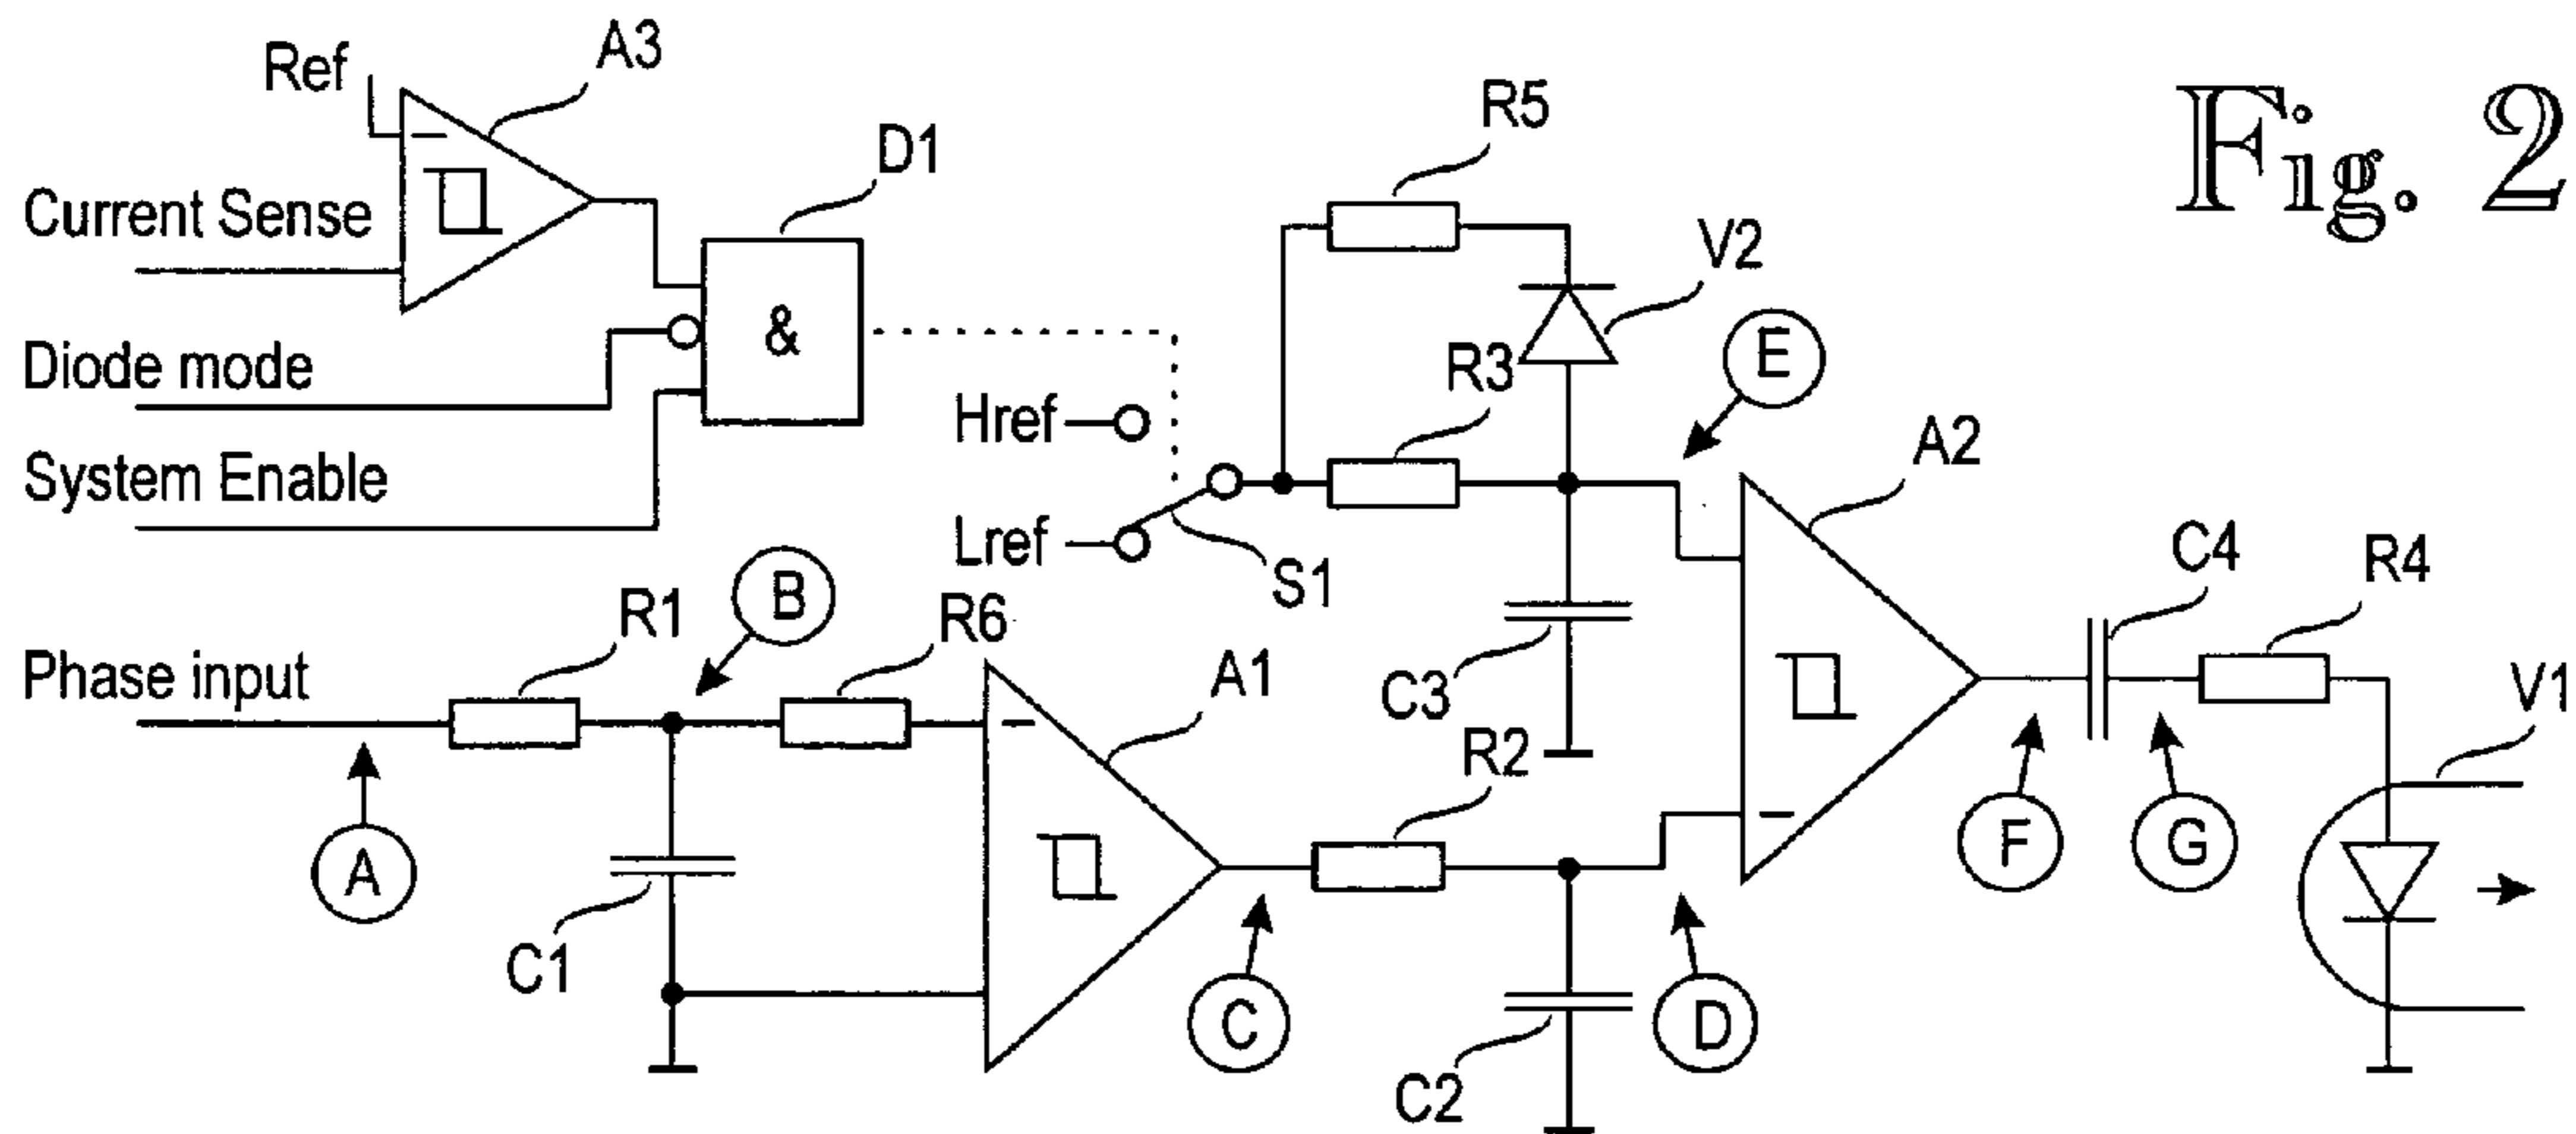 Fig. 2
Ref
A3
Current Sense
D1
&
Diode mode
System Enable
R5
V2
R3
E
Href
Lref
S1
A2
C3
C4
R4
V1
Phase input
R1
B
R6
A1
A
C1
C
R2
C2
D
F
G